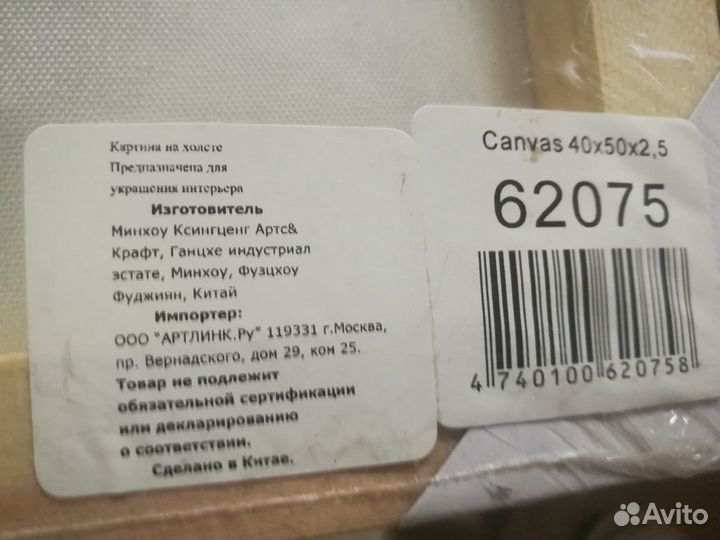 Картина на холсте
Предназначена для
украшения интерьера
Изготовитель
Минхоу Ксингценг Артс&
Крафт, Ганцхе индустриал
эстате, Минхоу, Фузцхоу
Фуджиян, Китай
Импортер:
ООО "АРТЛИНК.Ру" 119331 г.Москва,
пр. Вернадского, дом 29, ком 25.
Товар не подлежит
обязательной сертификации
или декларированию
о соответствии.
Сделано в Китае.
Canvas 40x50x2,5
62075
4 740100 620758
Avito